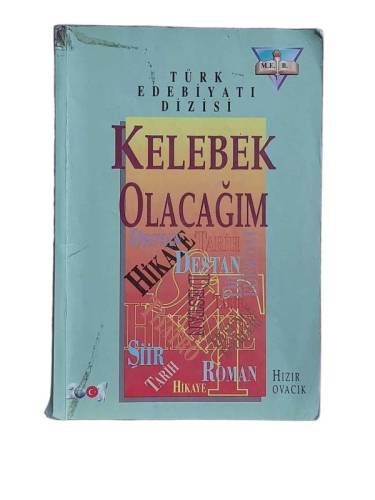 M.E. B.
TÜRK
EDEBİYATI
DİZİSİ
KELEBEK
OLACAĞIM
TARİH
HİKAYE
DESTAN
ŞİİR
TARİH
HİKAYE
ROMAN
HIZIR
OVACIK